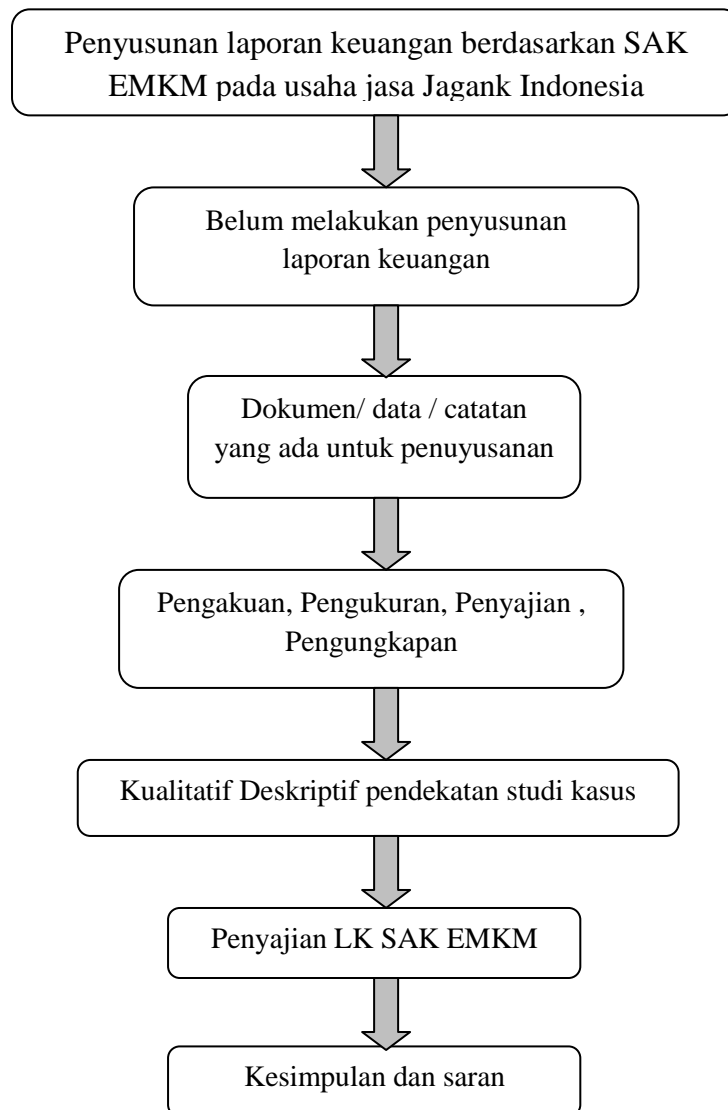 Penyusunan laporan keuangan berdasarkan SAK
EMKM pada usaha jasa Jagank Indonesia
Belum melakukan penyusunan
laporan keuangan
Dokumen/ data / catatan
yang ada untuk penuyusanan
Pengakuan, Pengukuran, Penyajian ,
Pengungkapan
Kualitatif Deskriptif pendekatan studi kasus
Penyajian LK SAK EMKM
Kesimpulan dan saran